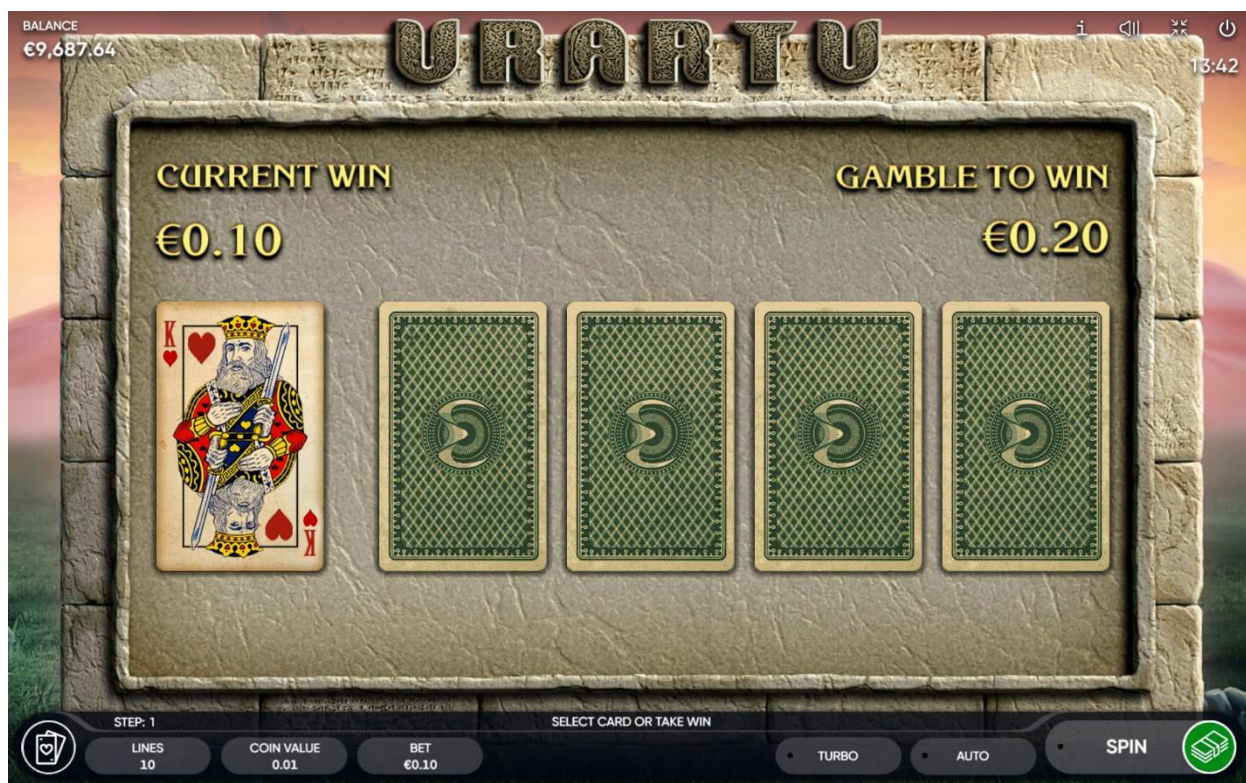 BALANCE
€9,687.64
URARTU
13:42
CURRENT WIN
GAMBLE TO WIN
€0.10
€0.20
K
K
STEP: 1
SELECT CARD OR TAKE WIN
LINES
10
COIN VALUE
0.01
BET
€0.10
TURBO
AUTO
SPIN